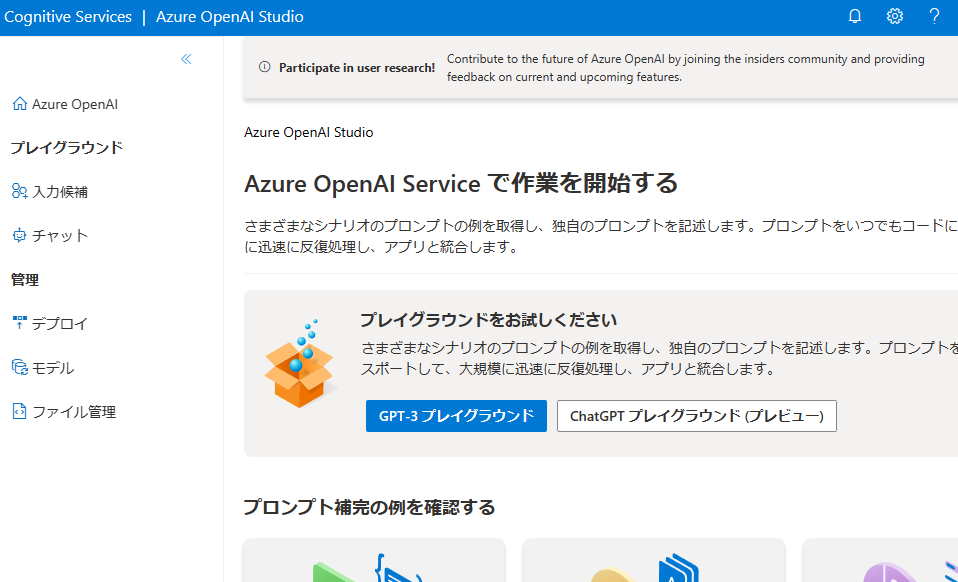 Cognitive Services | Azure OpenAI Studio
Participate in user research!
Contribute to the future of Azure OpenAI by joining the insiders community and providing
feedback on current and upcoming features.
Azure OpenAI
プレイグラウンド
入力候補
チャット
管理
デプロイ
モデル
ファイル管理
Azure OpenAI Studio
Azure OpenAI Service で作業を開始する
さまざまなシナリオのプロンプトの例を取得し、独自のプロンプトを記述します。プロンプトをいつでもコードに
に迅速に反復処理し、アプリと統合します。
プレイグラウンドをお試しください
さまざまなシナリオのプロンプトの例を取得し、独自のプロンプトを記述します。プロンプトを
スポートして、大規模に迅速に反復処理し、アプリと統合します。
GPT-3 プレイグラウンド
ChatGPT プレイグラウンド (プレビュー)
プロンプト補完の例を確認する